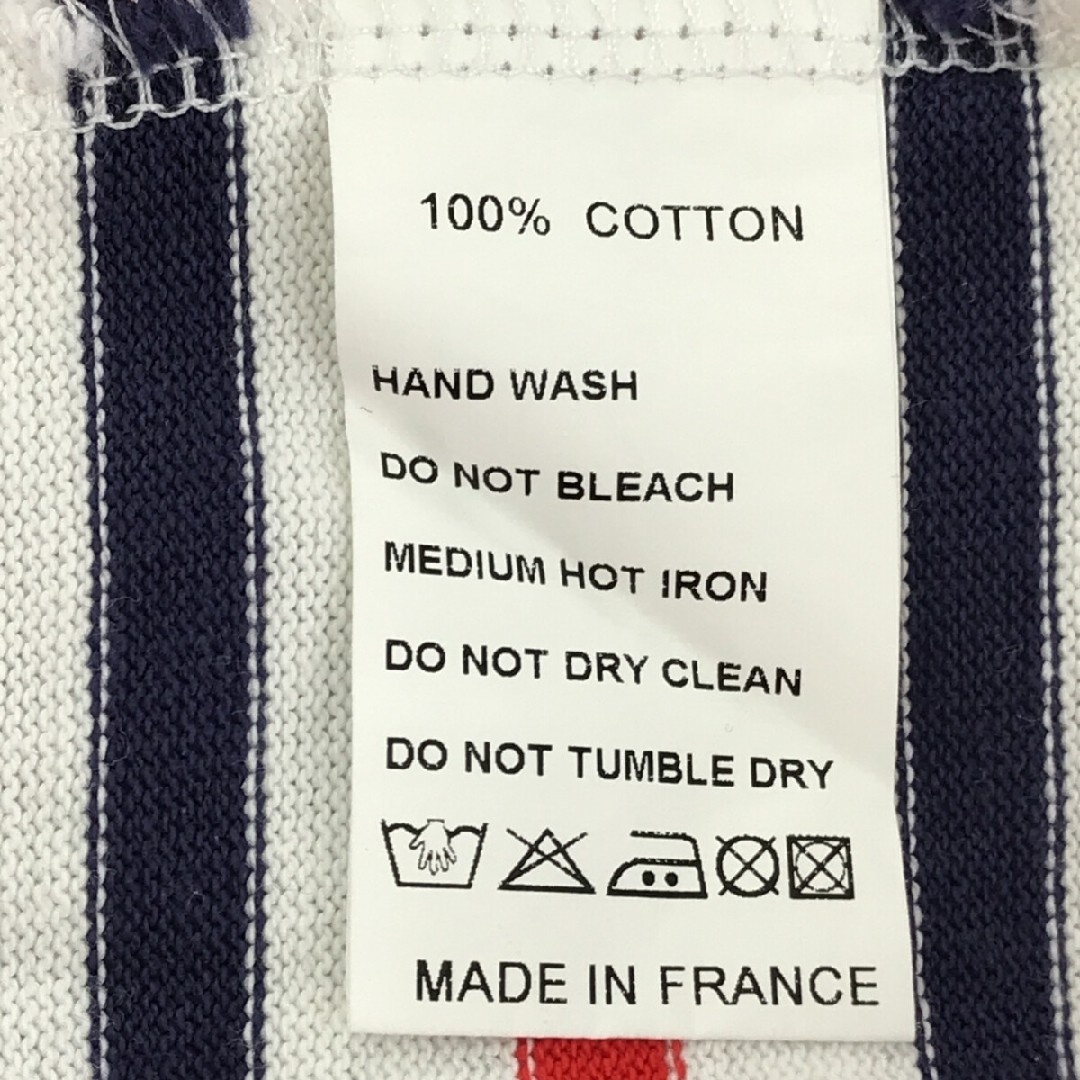 100% COTTON
HAND WASH
DO NOT BLEACH
MEDIUM HOT IRON
DO NOT DRY CLEAN
DO NOT TUMBLE DRY
MADE IN FRANCE